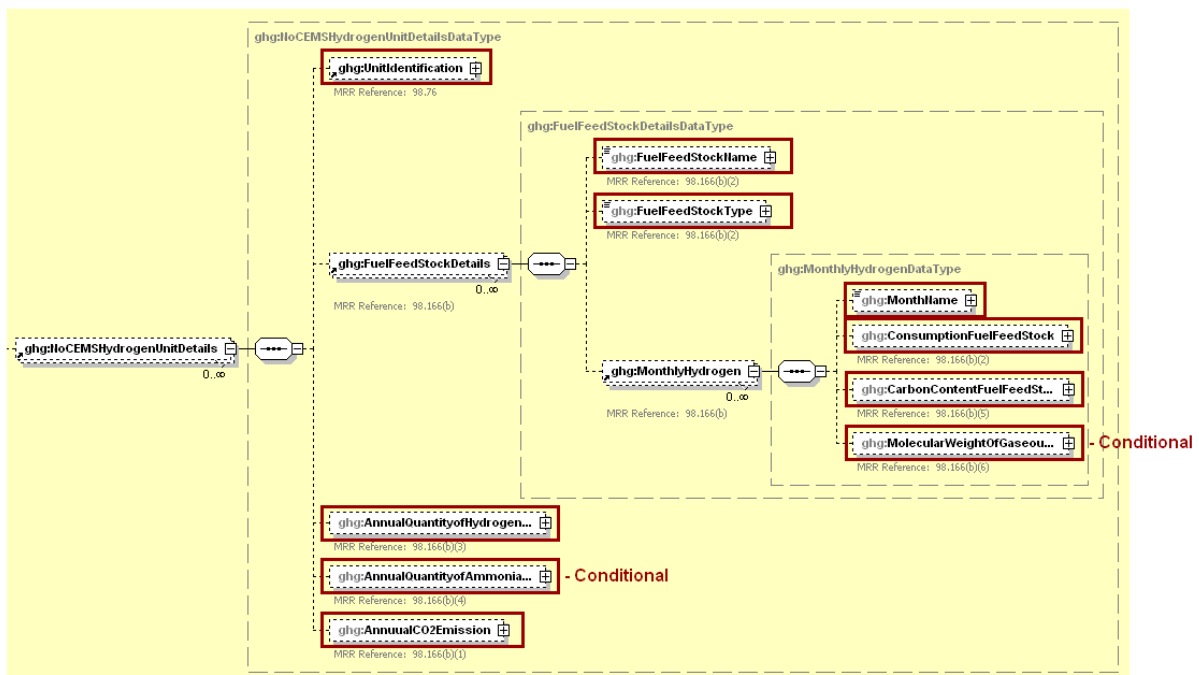 ghg:NoCEMSHydrogenUnitDetailsDataType
ghg:UnitIdentification
MRR Reference: 98.76
ghg:FuelFeedStockDetailsDataType
ghg:FuelFeedStockName
MRR Reference: 98.166(b)(2)
ghg:FuelFeedStockType
MRR Reference: 98.166(b)(2)
ghg:FuelFeedStockDetails
0..∞
MRR Reference: 98.166(b)
ghg:MonthlyHydrogenDataType
ghg:MonthName
ghg:ConsumptionFuelFeedStock
MRR Reference: 98.166(b)(2)
ghg:NoCEMSHydrogenUnitDetails
0..∞
ghg:MonthlyHydrogen
0..∞
MRR Reference: 98.166(b)
ghg:CarbonContentFuelFeedSt...
MRR Reference: 98.166(b)(5)
ghg:MolecularWeightOfGaseou...
- Conditional
MRR Reference: 98.166(b)(6)
ghg:AnnualQuantityofHydrogen...
MRR Reference: 98.166(b)(3)
ghg:AnnualQuantityofAmmonia...
- Conditional
MRR Reference: 98.166(b)(4)
ghg:AnnuualCO2Emission
MRR Reference: 98.166(b)(1)